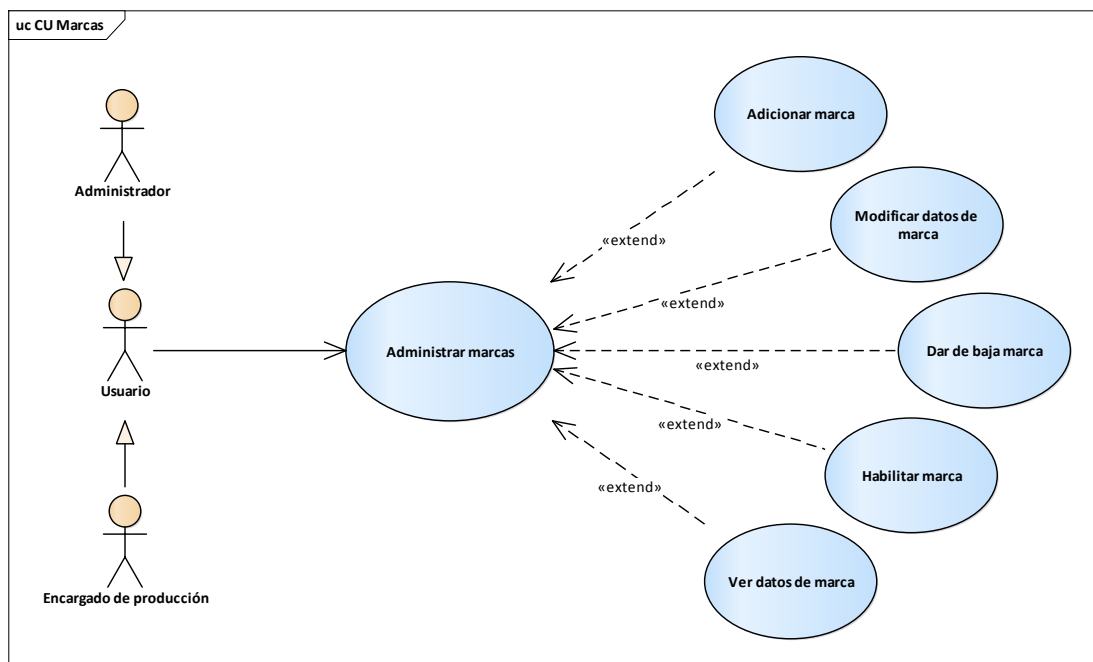 uc CU Marcas
Administrador
Usuario
Encargado de producción
Administrar marcas
«extend»
«extend»
«extend»
«extend»
«extend»
Adicionar marca
Modificar datos de
marca
Dar de baja marca
Habilitar marca
Ver datos de marca